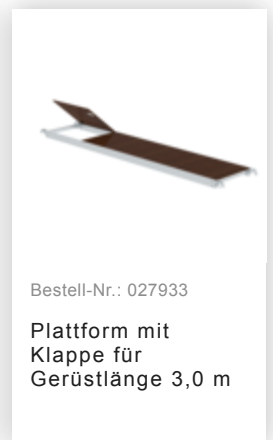 Bestell-Nr.: 027933
Plattform mit
Klappe für
Gerüstlänge 3,0 m